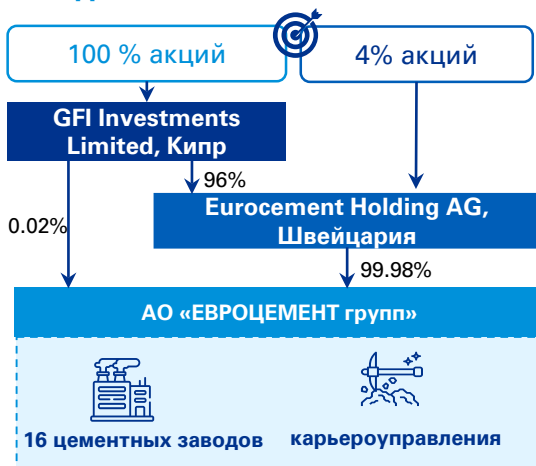 100 % акций
4% акций
GFI Investments
Limited, Кипр
96%
0.02%
Eurocement Holding AG,
Швейцария
99.98%
АО «ЕВРОЦЕМЕНТ групп»
16 цементных заводов
карьероуправления